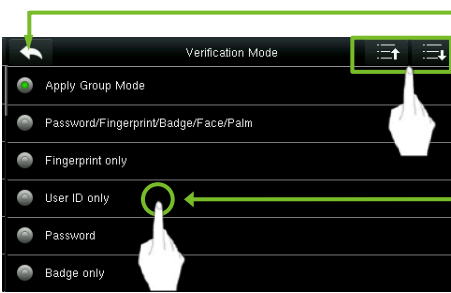 Verification Mode
Apply Group Mode
Password/Fingerprint/Badge/Face/Palm
Fingerprint only
User ID only
Password
Badge only